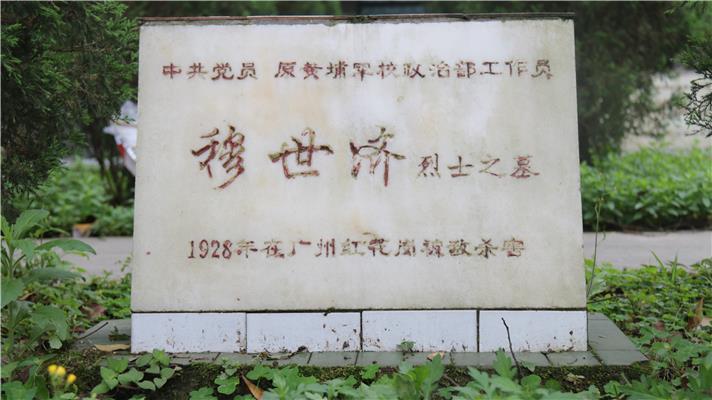 中共党员 原黄埔军校政治部工作员
穆世济烈士之墓
1928年在广州红花岗被敌杀害